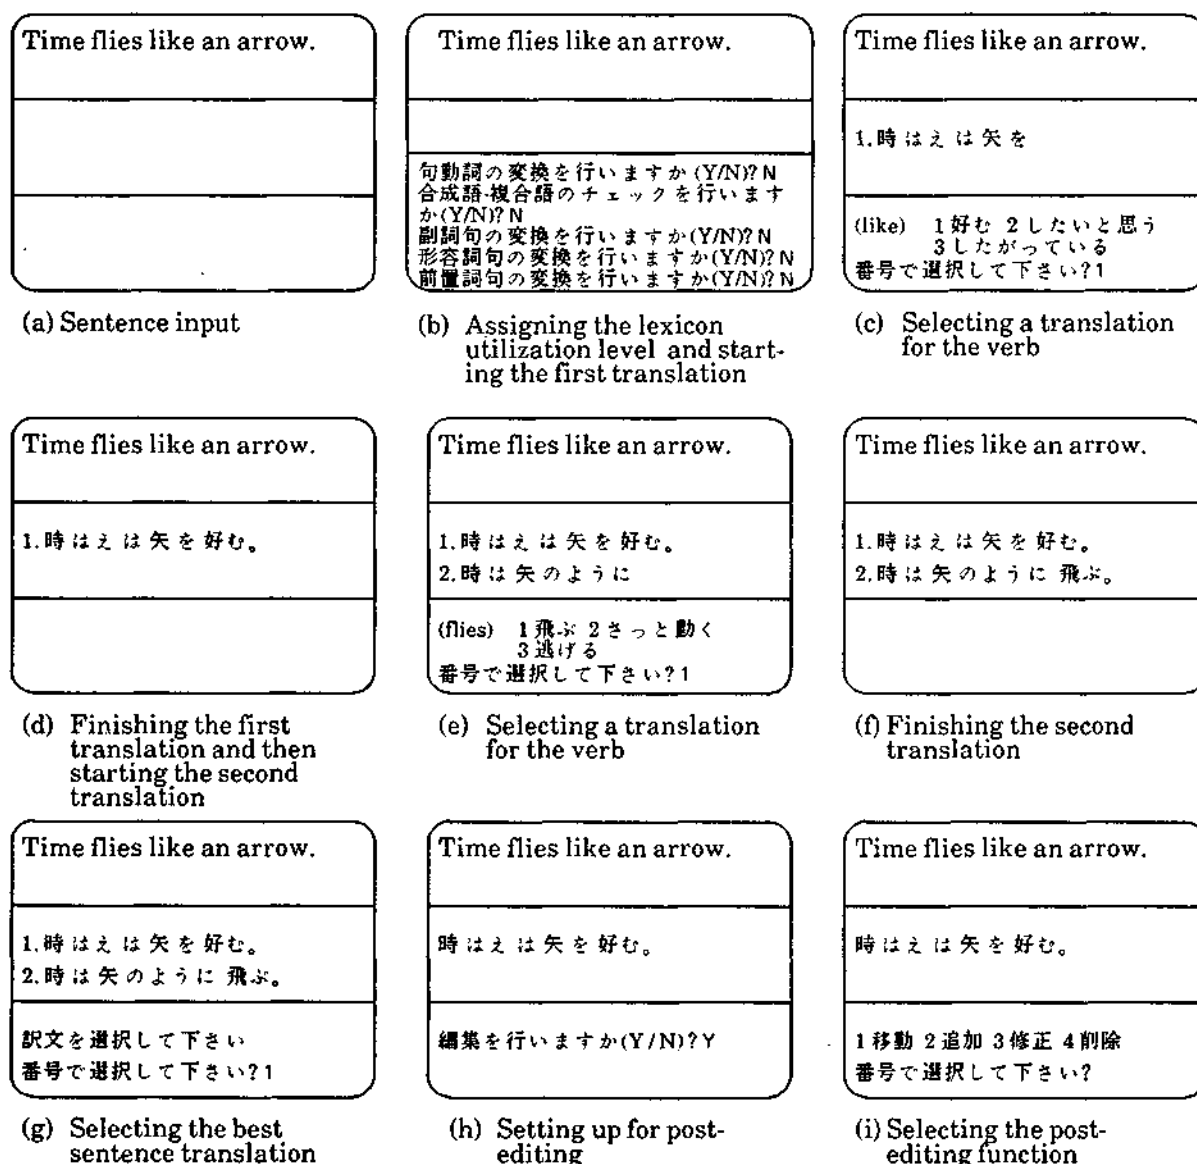 Time flies like an arrow.
(a) Sentence input
Time flies like an arrow.
句動詞の変換を行いますか(Y/N)?N
合成語・複合語のチェックを行います
か(Y/N)?N
副詞句の変換を行いますか(Y/N)?N
形容詞句の変換を行いますか(Y/N)?N
前置詞句の変換を行いますか(Y/N)?N
(b) Assigning the lexicon
utilization level and start-
ing the first translation
Time flies like an arrow.
1.時はえは矢を
(like) 1好む 2したいと思う
3したがっている
番号で選択して下さい?1
(c) Selecting a translation
for the verb
Time flies like an arrow.
1.時はえは矢を好む。
(d) Finishing the first
translation and then
starting the second
translation
Time flies like an arrow.
1.時はえは矢を好む。
2.時は矢のように
(flies) 1飛ぶ 2さっと動く
3逃げる
番号で選択して下さい?1
(e) Selecting a translation
for the verb
Time flies like an arrow.
1.時はえは矢を好む。
2.時は矢のように 飛ぶ。
(f) Finishing the second
translation
Time flies like an arrow.
1.時はえは矢を好む。
2.時は矢のように 飛ぶ。
訳文を選択して下さい
番号で選択して下さい?1
(g) Selecting the best
sentence translation
Time flies like an arrow.
時はえは矢を好む。
編集を行いますか(Y/N)?Y
(h) Setting up for post-
editing
Time flies like an arrow.
時はえは矢を好む。
1移動 2追加 3修正 4削除
番号で選択して下さい?
(i) Selecting the post-
editing function